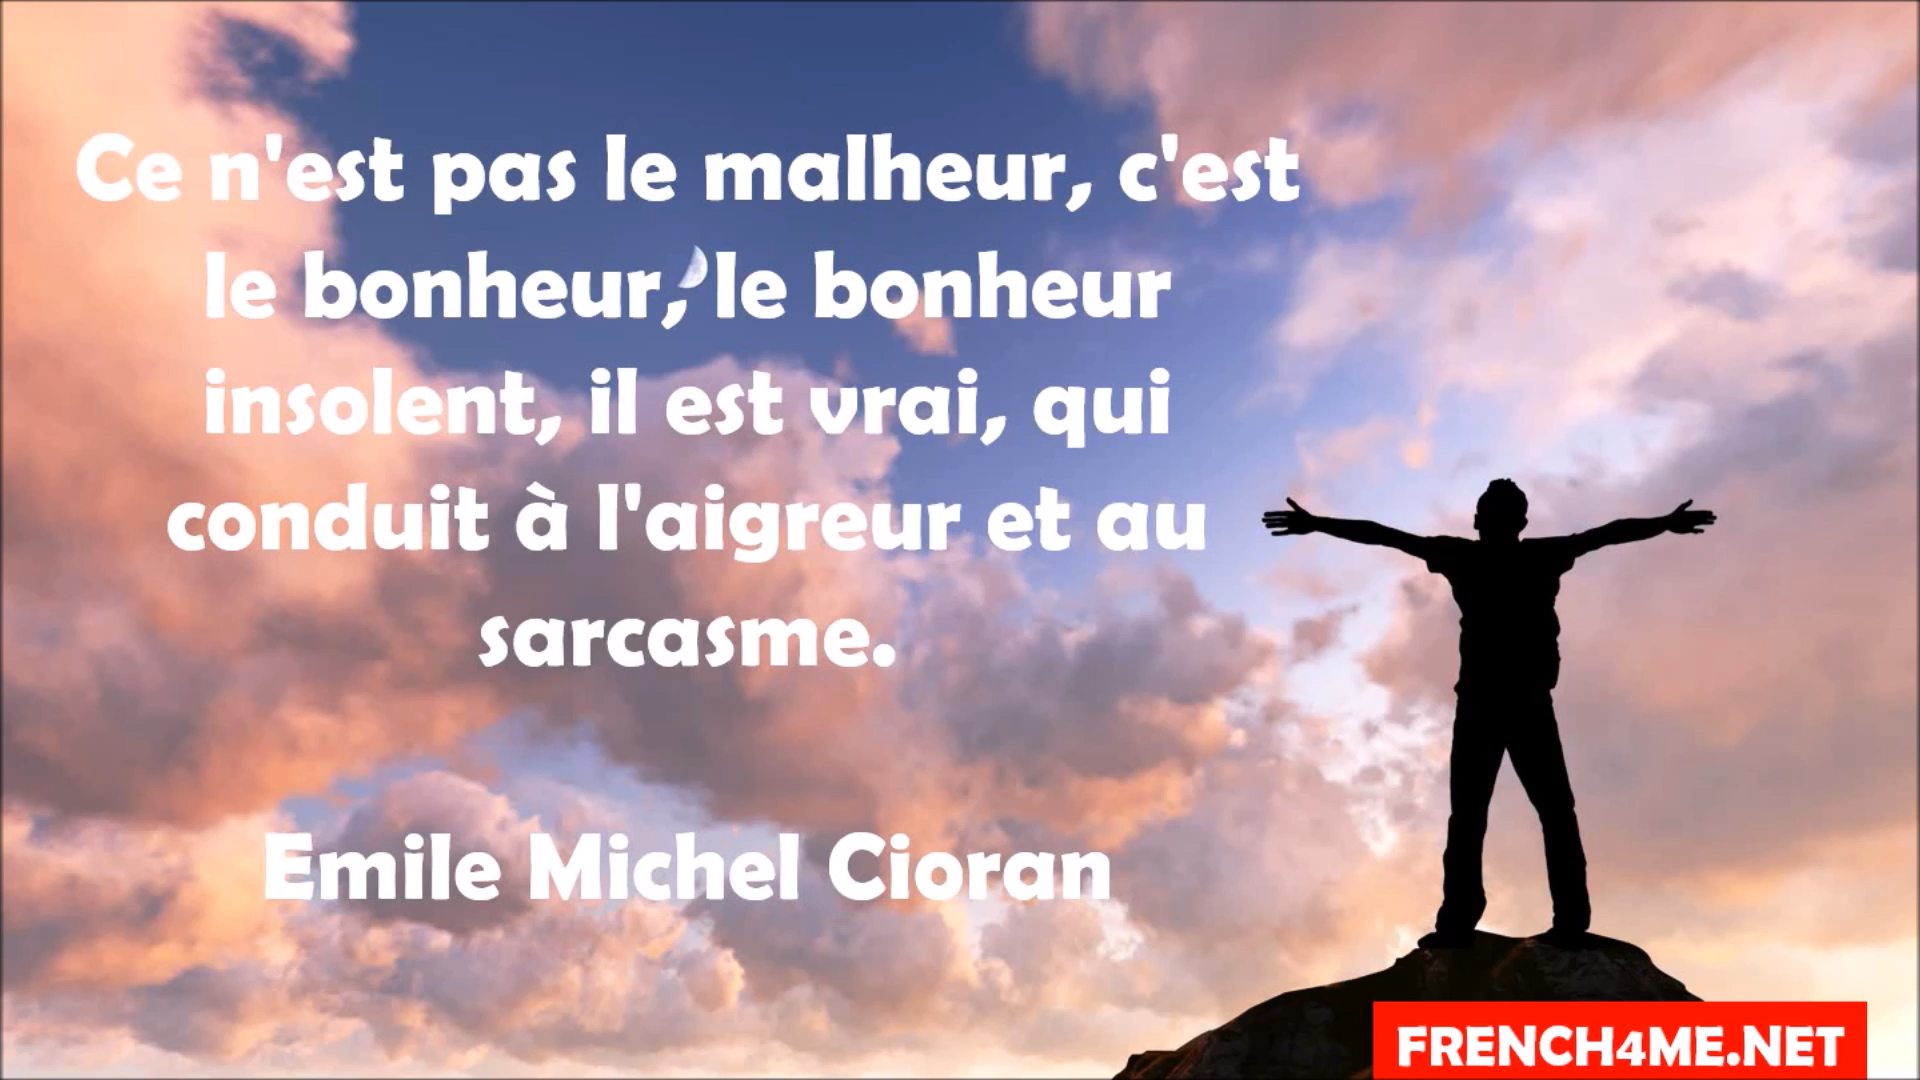 Ce n'est pas le malheur, c'est
le bonheur, le bonheur
insolent, il est vrai, qui
conduit à l'aigreur et au
sarcasme.
Emile Michel Cioran
FRENCH4ME.NET